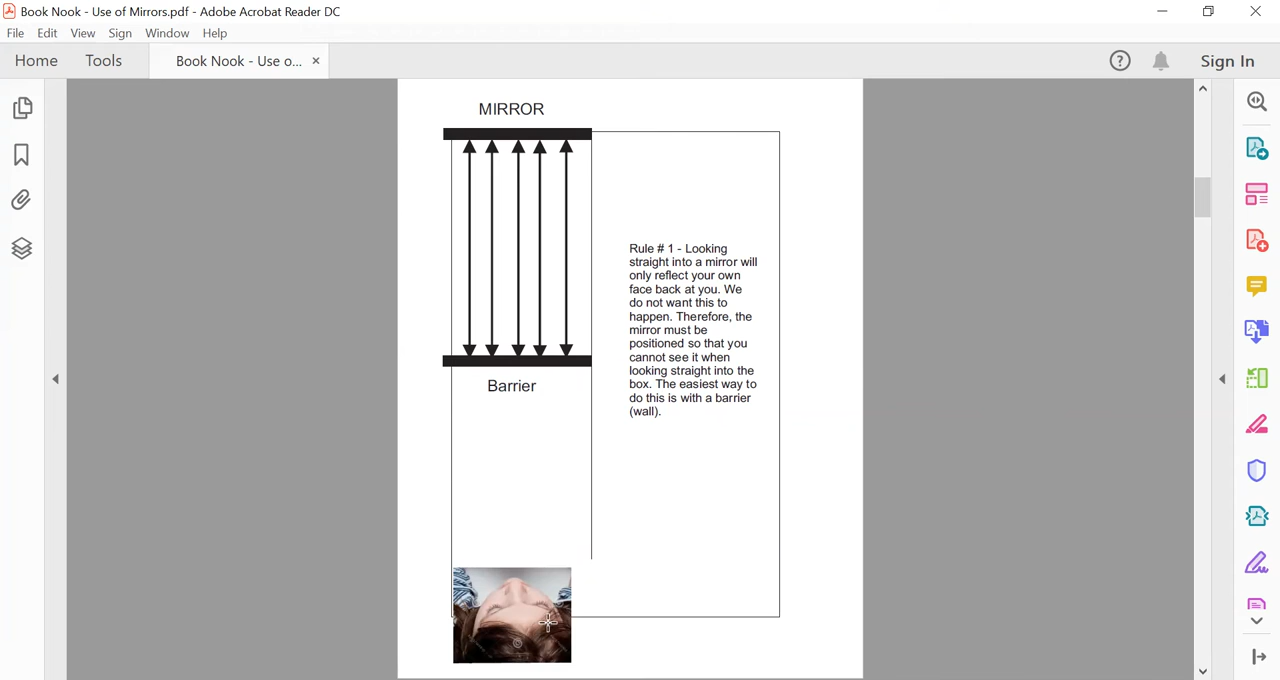 Book Nook - Use of Mirrors.pdf - Adobe Acrobat Reader DC
File Edit View Sign Window Help
Home Tools Book Nook - Use o... × Sign In
MIRROR
Rule # 1 - Looking
straight into a mirror will
only reflect your own
face back at you. We
do not want this to
happen. Therefore, the
mirror must be
positioned so that you
cannot see it when
looking straight into the
box. The easiest way to
do this is with a barrier
(wall).
Barrier